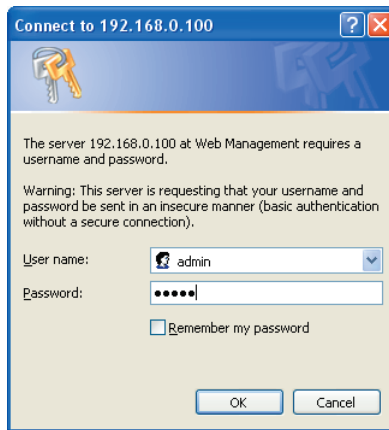 Connect to 192.168.0.100
The server 192.168.0.100 at Web Management requires a
username and password.
Warning: This server is requesting that your username and
password be sent in an insecure manner (basic authentication
without a secure connection).
User name:
admin
Password:
•••••
Remember my password
OK
Cancel